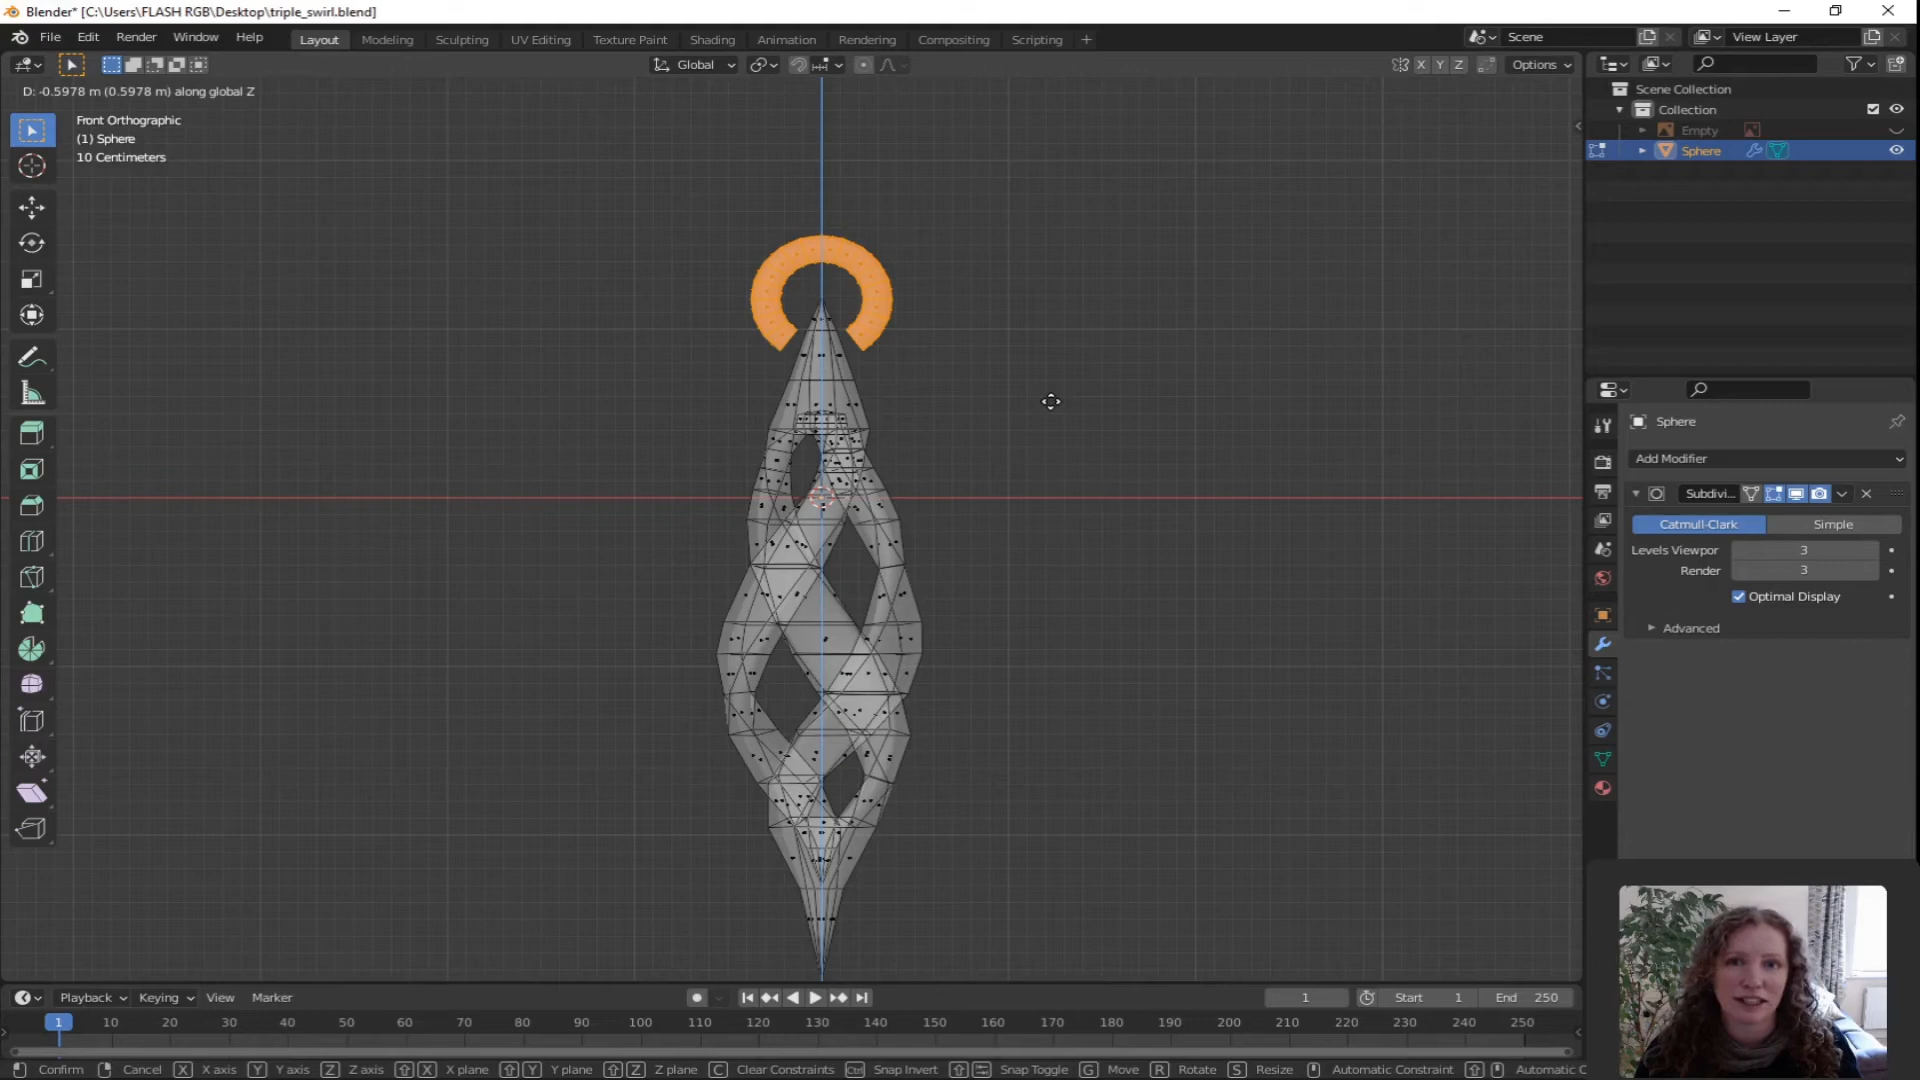 Blender* [C:\Users\FLASH RGB\Desktop\triple_swirl.blend]
File Edit Render Window Help
Layout Modeling Sculpting UV Editing Texture Paint Shading Animation Rendering Compositing Scripting +
Scene
View Layer
Global
X Y Z
Options
D: -0.5978 m (0.5978 m) along global Z
Front Orthographic
(1) Sphere
10 Centimeters
Scene Collection
Collection
Empty
Sphere
Sphere
Add Modifier
Subdivi...
Catmull-Clark Simple
Levels Viewpor 3
Render 3
Optimal Display
Advanced
Playback Keying View Marker
1 Start 1 End 250
1 10 20 30 40 50 60 70 80 90 100 110 120 130 140 150 160 170 180 190 200 210 220 230 240 250
Confirm Cancel X X axis Y Y axis Z Z axis X X plane Y Y plane Z Z plane C Clear Constraints Ctrl Snap Invert Snap Toggle G Move R Rotate S Resize Automatic Constraint Automatic C